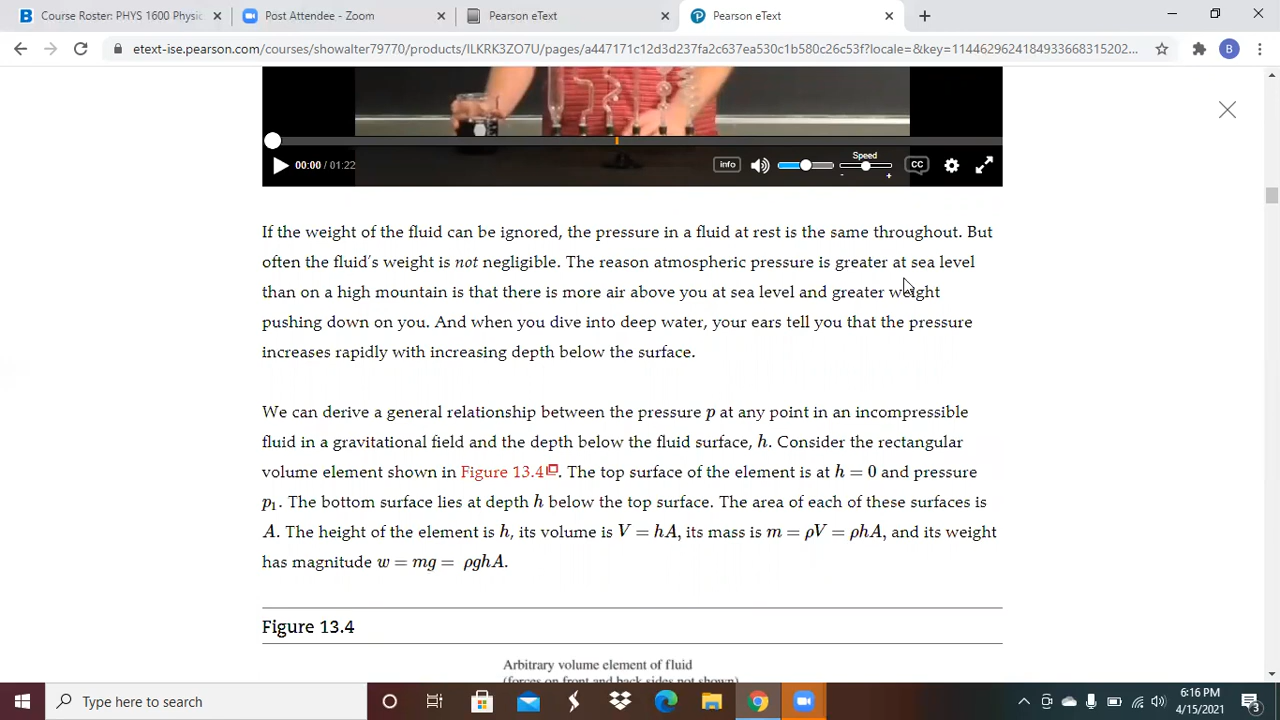 Course Roster: PHYS 1600 Physic
Post Attendee - Zoom
Pearson eText
Pearson eText
etext-ise.pearson.com/courses/showalter79770/products/ILKRK3ZO7U/pages/a447171c12d3d237fa2c637ea530c1b580c26c53f?locale=&key=1144629624184933668315202...
B
00:00 / 01:22
info
Speed
- +
CC
If the weight of the fluid can be ignored, the pressure in a fluid at rest is the same throughout. But
often the fluid's weight is not negligible. The reason atmospheric pressure is greater at sea level
than on a high mountain is that there is more air above you at sea level and greater weight
pushing down on you. And when you dive into deep water, your ears tell you that the pressure
increases rapidly with increasing depth below the surface.
We can derive a general relationship between the pressure p at any point in an incompressible
fluid in a gravitational field and the depth below the fluid surface, h. Consider the rectangular
volume element shown in Figure 13.4. The top surface of the element is at h = 0 and pressure
p₁. The bottom surface lies at depth h below the top surface. The area of each of these surfaces is
A. The height of the element is h, its volume is V = hA, its mass is m = ρV = ρhA, and its weight
has magnitude w = mg = ρghA.
Figure 13.4
Arbitrary volume element of fluid
(forces on front and back sides not shown)
Type here to search
6:16 PM
4/15/2021
3